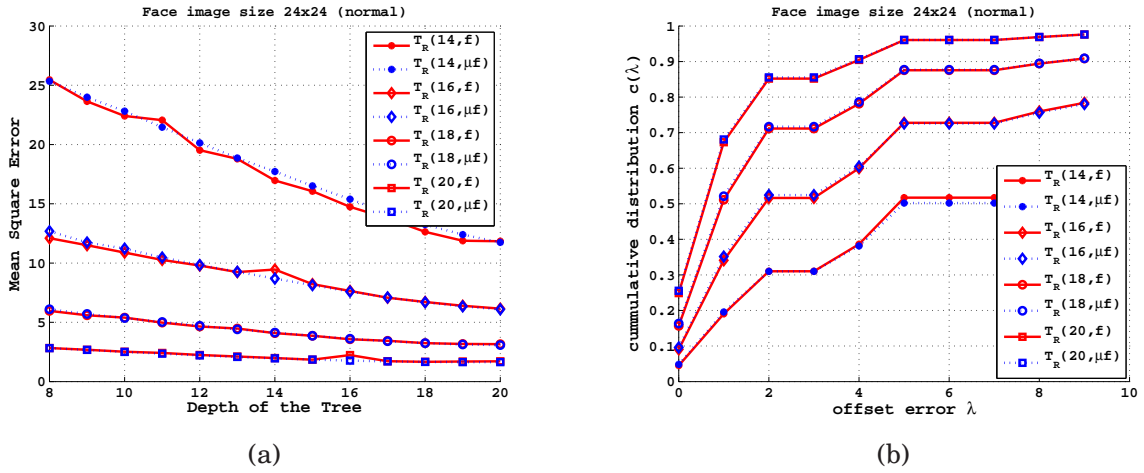 Face image size 24x24 (normal)
Mean Square Error
30
25
20
15
10
5
0
8
10
12
14
16
18
20
Depth of the Tree
T_R(14,f)
T_R(14,μf)
T_R(16,f)
T_R(16,μf)
T_R(18,f)
T_R(18,μf)
T_R(20,f)
T_R(20,μf)
(a)
Face image size 24x24 (normal)
cummulative distribution c(λ)
1
0.9
0.8
0.7
0.6
0.5
0.4
0.3
0.2
0.1
0
0
2
4
6
8
10
offset error λ
T_R(14,f)
T_R(14,μf)
T_R(16,f)
T_R(16,μf)
T_R(18,f)
T_R(18,μf)
T_R(20,f)
T_R(20,μf)
(b)